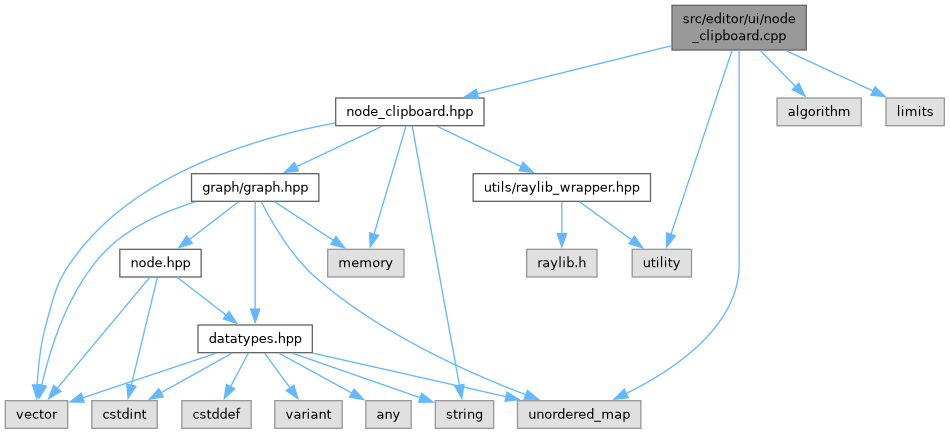 src/editor/ui/node
_clipboard.cpp
node_clipboard.hpp
algorithm
limits
graph/graph.hpp
utils/raylib_wrapper.hpp
node.hpp
memory
raylib.h
utility
datatypes.hpp
vector
cstdint
cstddef
variant
any
string
unordered_map